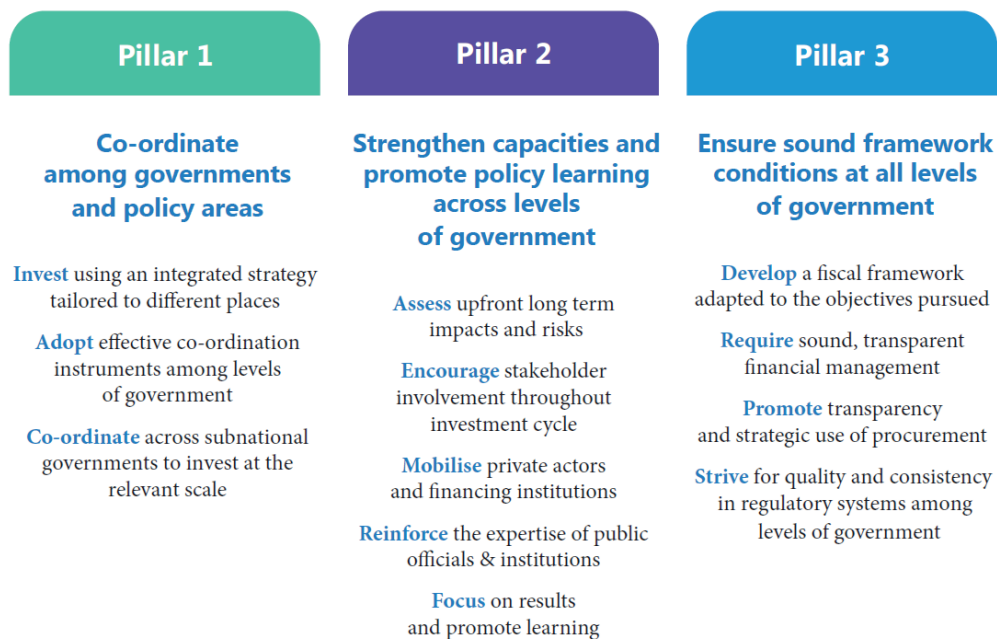 Pillar 1
Co-ordinate
among governments
and policy areas
Invest using an integrated strategy
tailored to different places
Adopt effective co-ordination
instruments among levels
of government
Co-ordinate across subnational
governments to invest at the
relevant scale
Pillar 2
Strengthen capacities and
promote policy learning
across levels
of government
Assess upfront long term
impacts and risks
Encourage stakeholder
involvement throughout
investment cycle
Mobilise private actors
and financing institutions
Reinforce the expertise of public
officials & institutions
Focus on results
and promote learning
Pillar 3
Ensure sound framework
conditions at all levels
of government
Develop a fiscal framework
adapted to the objectives pursued
Require sound, transparent
financial management
Promote transparency
and strategic use of procurement
Strive for quality and consistency
in regulatory systems among
levels of government